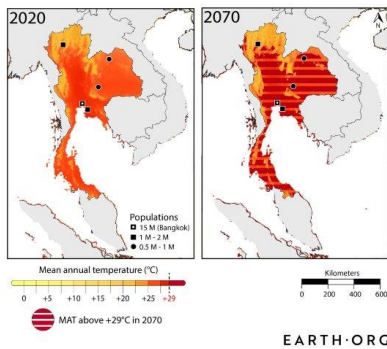 2020
2070
N
Populations
15 M (Bangkok)
1 M - 2 M
0.5 M - 1 M
Mean annual temperature (°C)
0 +5 +10 +15 +20 +25 +29
MAT above +29°C in 2070
Kilometers
0 200 400 600
EARTH·ORG